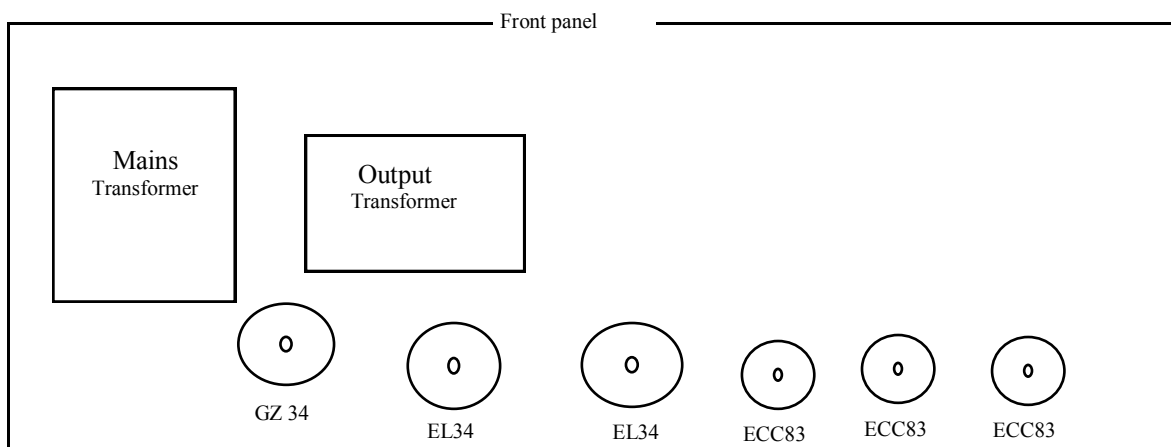 Front panel
Mains
Transformer
Output
Transformer
GZ 34
EL34
EL34
ECC83
ECC83
ECC83